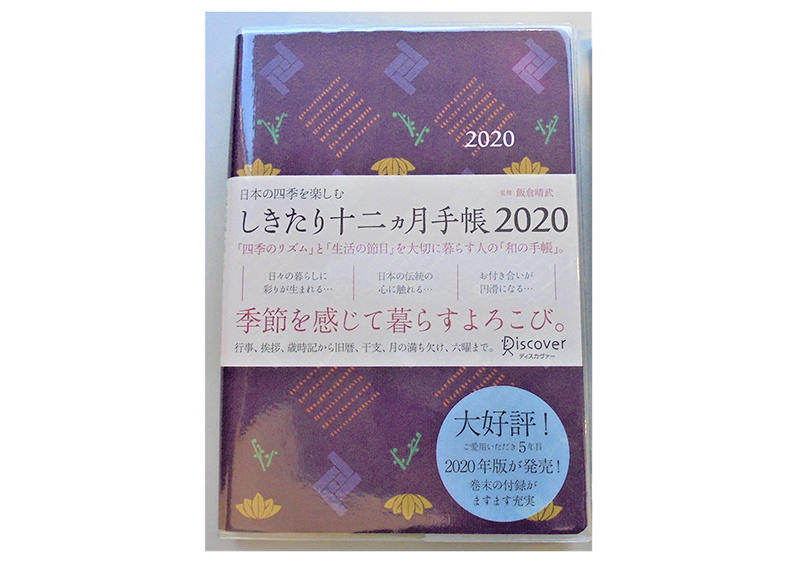 2020
日本の四季を楽しむ
監修 飯倉晴武
しきたり十二ヵ月手帳2020
「四季のリズム」と「生活の節目」を大切に暮らす人の「和の手帳」。
日々の暮らしに
彩りが生まれる…
日本の伝統の
心に触れる…
お付き合いが
円滑になる…
季節を感じて暮らすよろこび。
行事、挨拶、歳時記から旧暦、干支、月の満ち欠け、六曜まで。
Discover
ディスカヴァー
大好評！
ご愛用いただき5年目
2020年版が発売！
巻末の付録が
ますます充実